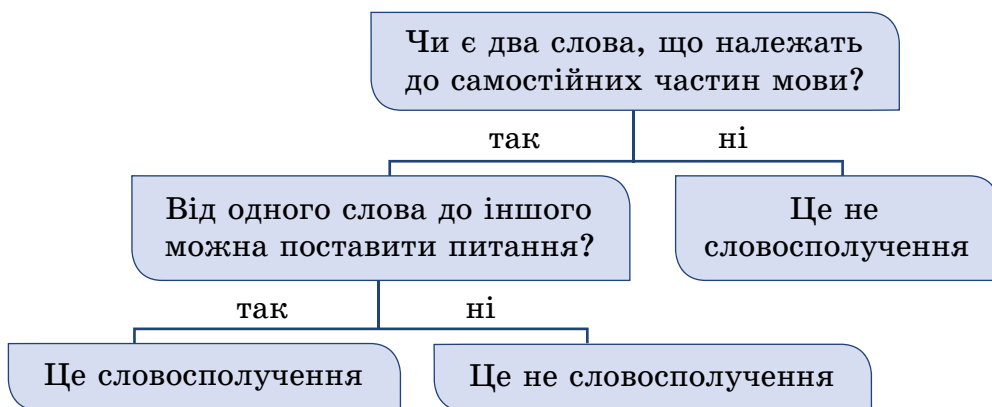 Чи є два слова, що належать
до самостійних частин мови?
так
ні
Від одного слова до іншого
можна поставити питання?
Це не
словосполучення
так
ні
Це словосполучення
Це не словосполучення